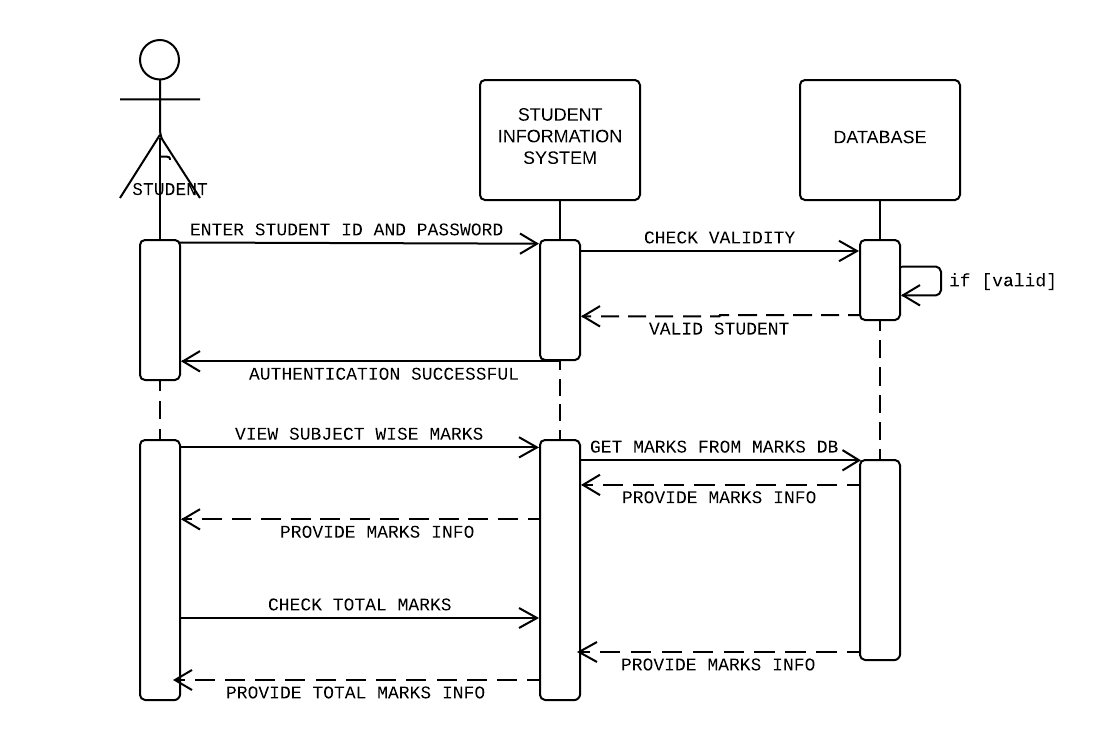 STUDENT
INFORMATION
SYSTEM
DATABASE
STUDENT
ENTER STUDENT ID AND PASSWORD
CHECK VALIDITY
if [valid]
VALID STUDENT
AUTHENTICATION SUCCESSFUL
VIEW SUBJECT WISE MARKS
GET MARKS FROM MARKS DB
PROVIDE MARKS INFO
PROVIDE MARKS INFO
CHECK TOTAL MARKS
PROVIDE MARKS INFO
PROVIDE TOTAL MARKS INFO